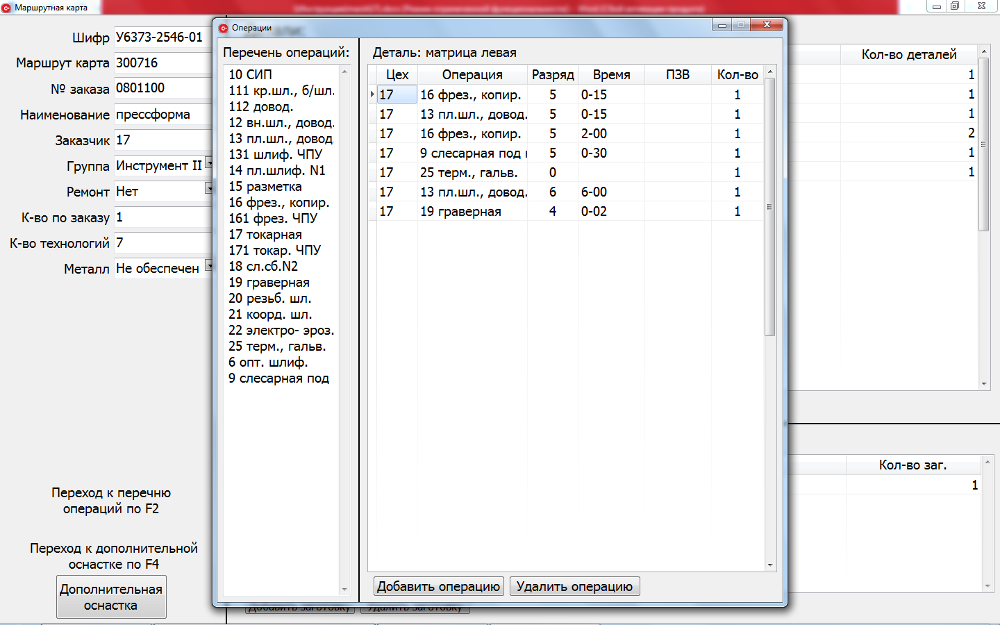 Маршрутная карта
Шифр У6373-2546-01
Маршрут карта 300716
№ заказа 0801100
Наименование прессформа
Заказчик 17
Группа Инструмент II
Ремонт Нет
К-во по заказу 1
К-во технологий 7
Металл Не обеспечен
Переход к перечню
операций по F2
Переход к дополнительной
оснастке по F4
Дополнительная
оснастка
Операции
Перечень операций:
10 СИП
111 кр.шл., б/шл.
112 довод.
12 вн.шл., довод.
13 пл.шл., довод
131 шлиф. ЧПУ
14 пл.шлиф. N1
15 разметка
16 фрез., копир.
161 фрез. ЧПУ
17 токарная
171 токар. ЧПУ
18 сл.сб.N2
19 граверная
20 резьб. шл.
21 коорд. шл.
22 электро- эроз.
25 терм., гальв.
6 опт. шлиф.
9 слесарная под
Деталь: матрица левая
Цех Операция Разряд Время ПЗВ Кол-во
17 16 фрез., копир. 5 0-15 1
17 13 пл.шл., довод. 5 0-15 1
17 16 фрез., копир. 5 2-00 1
17 9 слесарная под 5 0-30 1
17 25 терм., гальв. 0 1
17 13 пл.шл., довод. 6 6-00 1
17 19 граверная 4 0-02 1
Добавить операцию Удалить операцию
Кол-во деталей
1
1
1
2
1
1
Кол-во заг.
1
Добавить заготовку Удалить заготовку